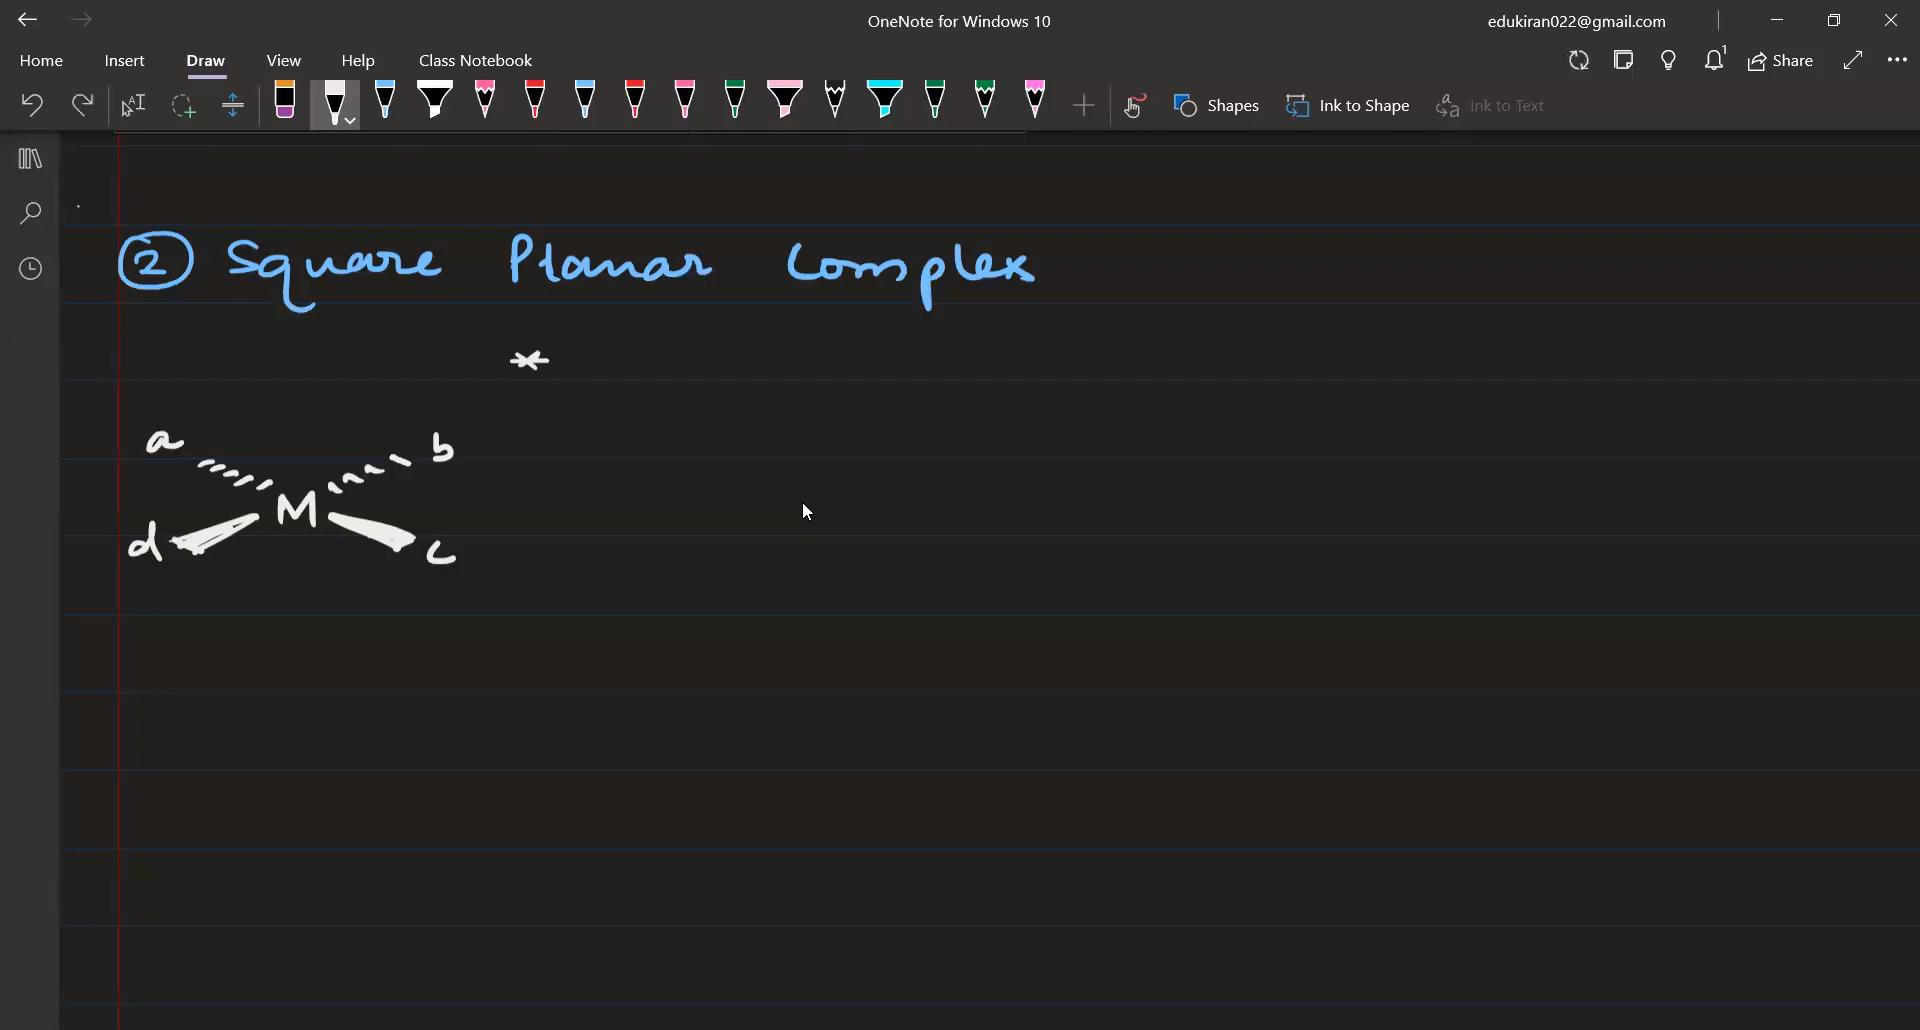 OneNote for Windows 10
edukiran022@gmail.com
Home Insert Draw View Help Class Notebook
1
Share
Shapes
Ink to Shape
Ink to Text
② Square Planar Complex
*
a b
M
d c